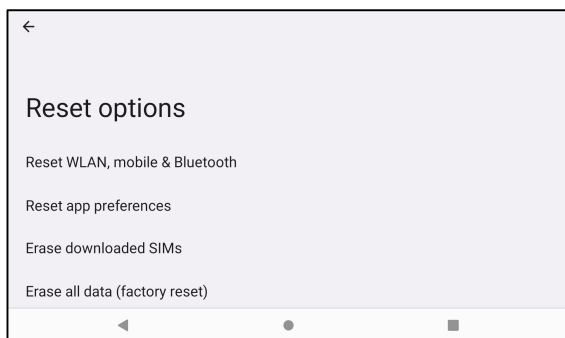 Reset options
Reset WLAN, mobile & Bluetooth
Reset app preferences
Erase downloaded SIMs
Erase all data (factory reset)